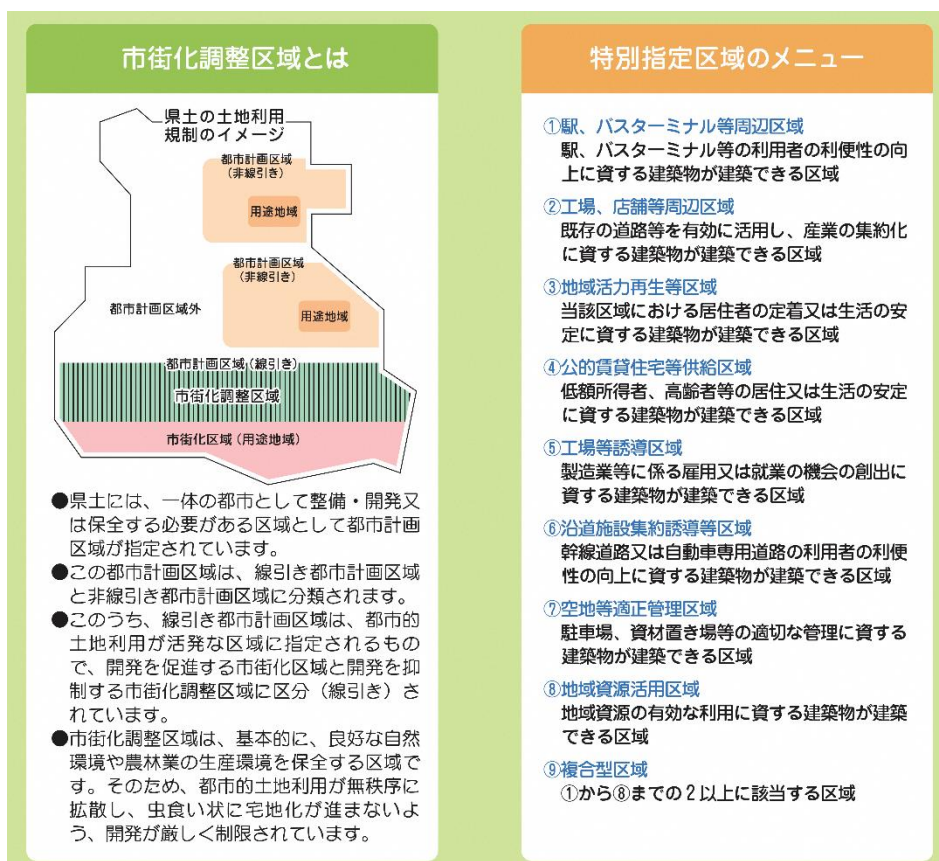 市街化調整区域とは
県土の土地利用
規制のイメージ
都市計画区域
(非線引き)
用途地域
都市計画区域
(非線引き)
用途地域
都市計画区域外
都市計画区域(線引き)
市街化調整区域
市街化区域(用途地域)
●県土には、一体の都市として整備・開発又
は保全する必要がある区域として都市計画
区域が指定されています。
●この都市計画区域は、線引き都市計画区域
と非線引き都市計画区域に分類されます。
●このうち、線引き都市計画区域は、都市的
土地利用が活発な区域に指定されるもの
で、開発を促進する市街化区域と開発を抑
制する市街化調整区域に区分（線引き）さ
れています。
●市街化調整区域は、基本的に、良好な自然
環境や農林業の生産環境を保全する区域で
す。そのため、都市的土地利用が無秩序に
拡散し、虫食い状に宅地化が進まないよ
う、開発が厳しく制限されています。
特別指定区域のメニュー
①駅、バスターミナル等周辺区域
駅、バスターミナル等の利用者の利便性の向
上に資する建築物が建築できる区域
②工場、店舗等周辺区域
既存の道路等を有効に活用し、産業の集約化
に資する建築物が建築できる区域
③地域活力再生等区域
当該区域における居住者の定着又は生活の安
定に資する建築物が建築できる区域
④公的賃貸住宅等供給区域
低額所得者、高齢者等の居住又は生活の安定
に資する建築物が建築できる区域
⑤工場等誘導区域
製造業等に係る雇用又は就業の機会の創出に
資する建築物が建築できる区域
⑥沿道施設集約誘導等区域
幹線道路又は自動車専用道路の利用者の利便
性の向上に資する建築物が建築できる区域
⑦空地等適正管理区域
駐車場、資材置き場等の適切な管理に資する
建築物が建築できる区域
⑧地域資源活用区域
地域資源の有効な利用に資する建築物が建築
できる区域
⑨複合型区域
①から⑧までの２以上に該当する区域